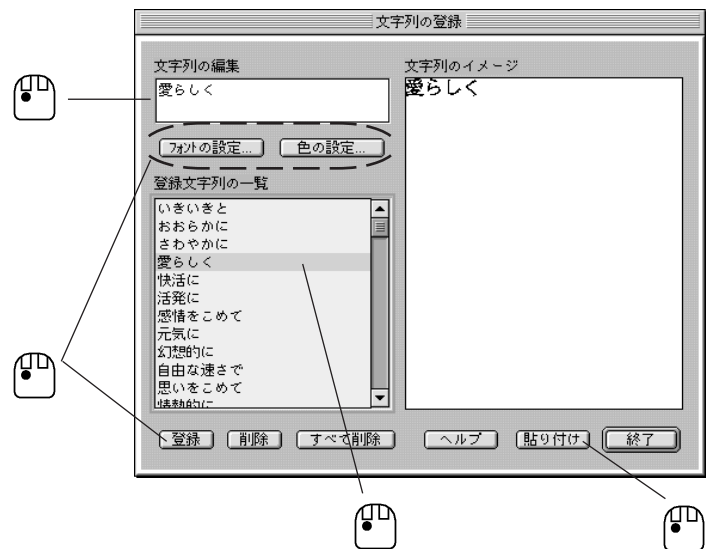 文字列の登録
文字列の編集
愛らしく
フォントの設定...
色の設定...
登録文字列の一覧
いきいきと
おおらかに
さわやかに
愛らしく
快活に
活発に
感情をこめて
元気に
幻想的に
自由な速さで
思いをこめて
情熱的に
文字列のイメージ
愛らしく
登録
削除
すべて削除
ヘルプ
貼り付け
終了